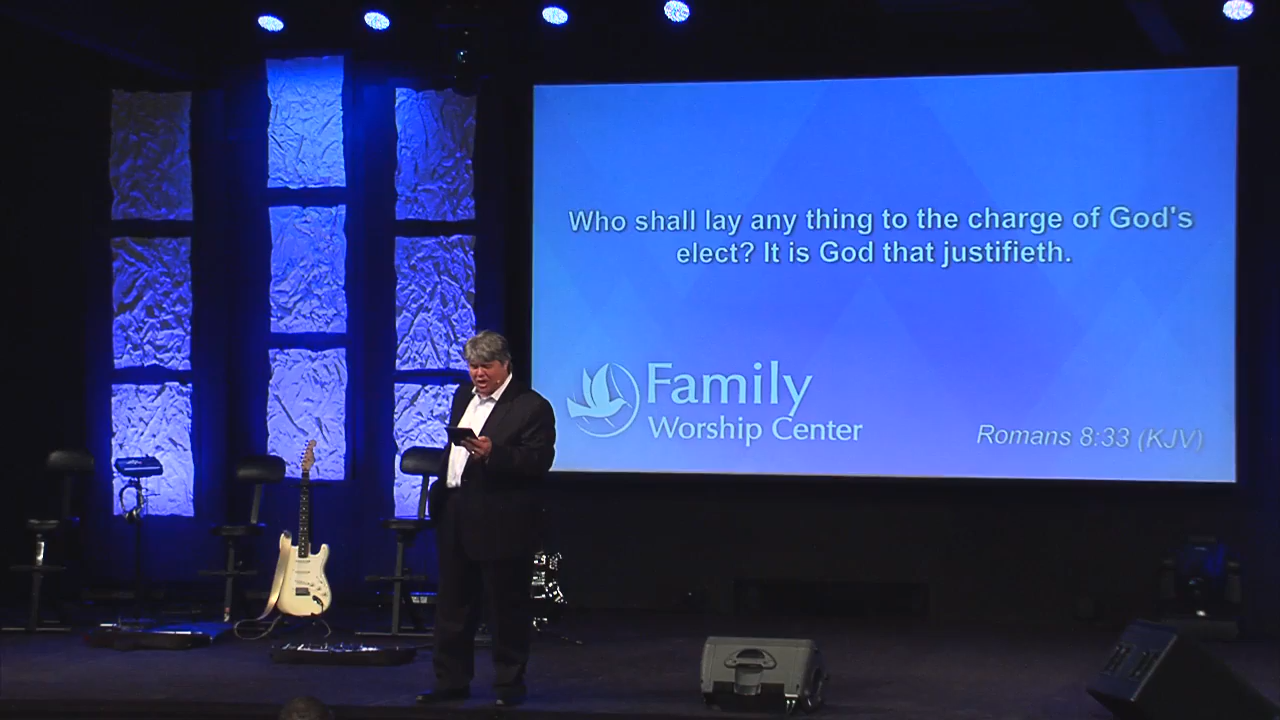 Who shall lay any thing to the charge of God's
elect? It is God that justifieth.
Family
Worship Center
Romans 8:33 (KJV)